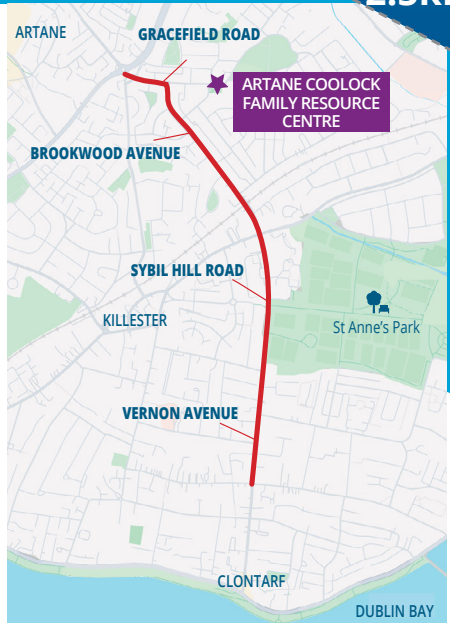 ARTANE
GRACEFIELD ROAD
ARTANE COOLOCK
FAMILY RESOURCE
CENTRE
BROOKWOOD AVENUE
SYBIL HILL ROAD
KILLESTER
St Anne's Park
VERNON AVENUE
CLONTARF
DUBLIN BAY